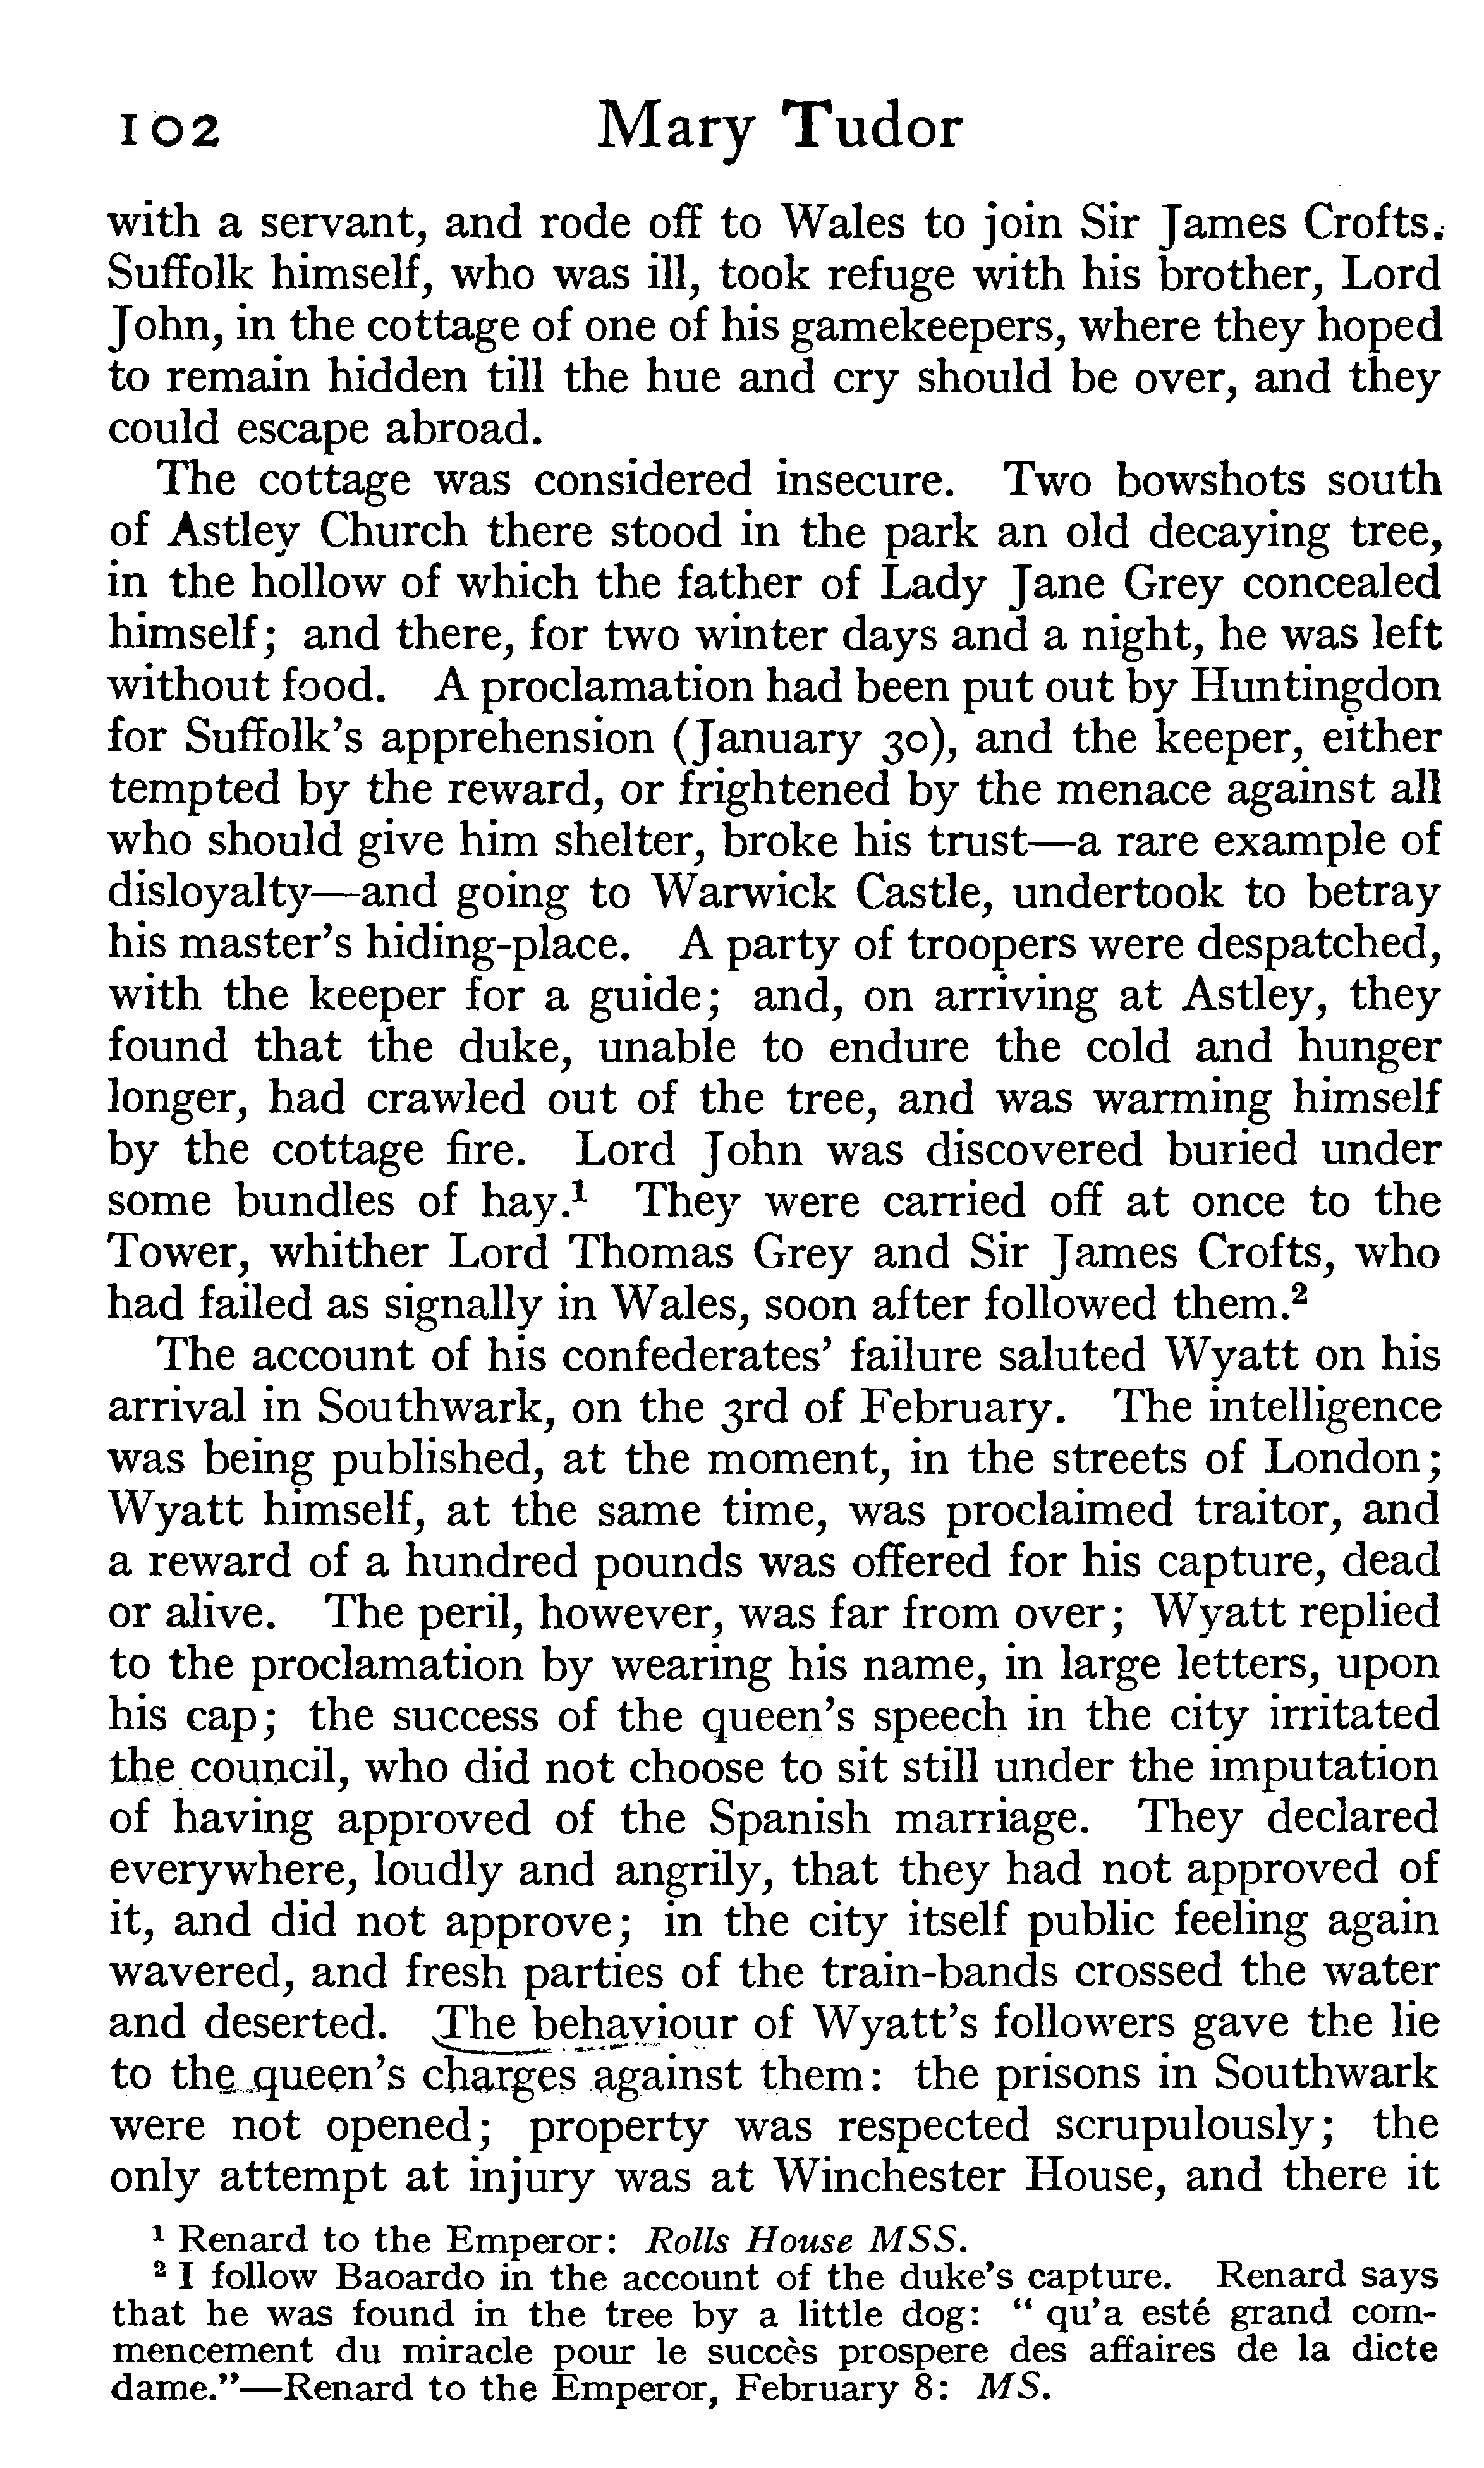 102 Mary Tudor
with a servant, and rode off to Wales to join Sir James Crofts.
Suffolk himself, who was ill, took refuge with his brother, Lord
John, in the cottage of one of his gamekeepers, where they hoped
to remain hidden till the hue and cry should be over, and they
could escape abroad.
The cottage was considered insecure. Two bowshots south
of Astley Church there stood in the park an old decaying tree,
in the hollow of which the father of Lady Jane Grey concealed
himself; and there, for two winter days and a night, he was left
without food. A proclamation had been put out by Huntingdon
for Suffolk's apprehension (January 30), and the keeper, either
tempted by the reward, or frightened by the menace against all
who should give him shelter, broke his trust—a rare example of
disloyalty—and going to Warwick Castle, undertook to betray
his master's hiding-place. A party of troopers were despatched,
with the keeper for a guide; and, on arriving at Astley, they
found that the duke, unable to endure the cold and hunger
longer, had crawled out of the tree, and was warming himself
by the cottage fire. Lord John was discovered buried under
some bundles of hay.¹ They were carried off at once to the
Tower, whither Lord Thomas Grey and Sir James Crofts, who
had failed as signally in Wales, soon after followed them.²
The account of his confederates' failure saluted Wyatt on his
arrival in Southwark, on the 3rd of February. The intelligence
was being published, at the moment, in the streets of London;
Wyatt himself, at the same time, was proclaimed traitor, and
a reward of a hundred pounds was offered for his capture, dead
or alive. The peril, however, was far from over; Wyatt replied
to the proclamation by wearing his name, in large letters, upon
his cap; the success of the queen's speech in the city irritated
the council, who did not choose to sit still under the imputation
of having approved of the Spanish marriage. They declared
everywhere, loudly and angrily, that they had not approved of
it, and did not approve; in the city itself public feeling again
wavered, and fresh parties of the train-bands crossed the water
and deserted. The behaviour of Wyatt's followers gave the lie
to the queen's charges against them: the prisons in Southwark
were not opened; property was respected scrupulously; the
only attempt at injury was at Winchester House, and there it
¹ Renard to the Emperor: Rolls House MSS.
² I follow Baoardo in the account of the duke's capture. Renard says
that he was found in the tree by a little dog: “ qu'a esté grand com-
mencement du miracle pour le succès prospere des affaires de la dicte
dame.”—Renard to the Emperor, February 8: MS.